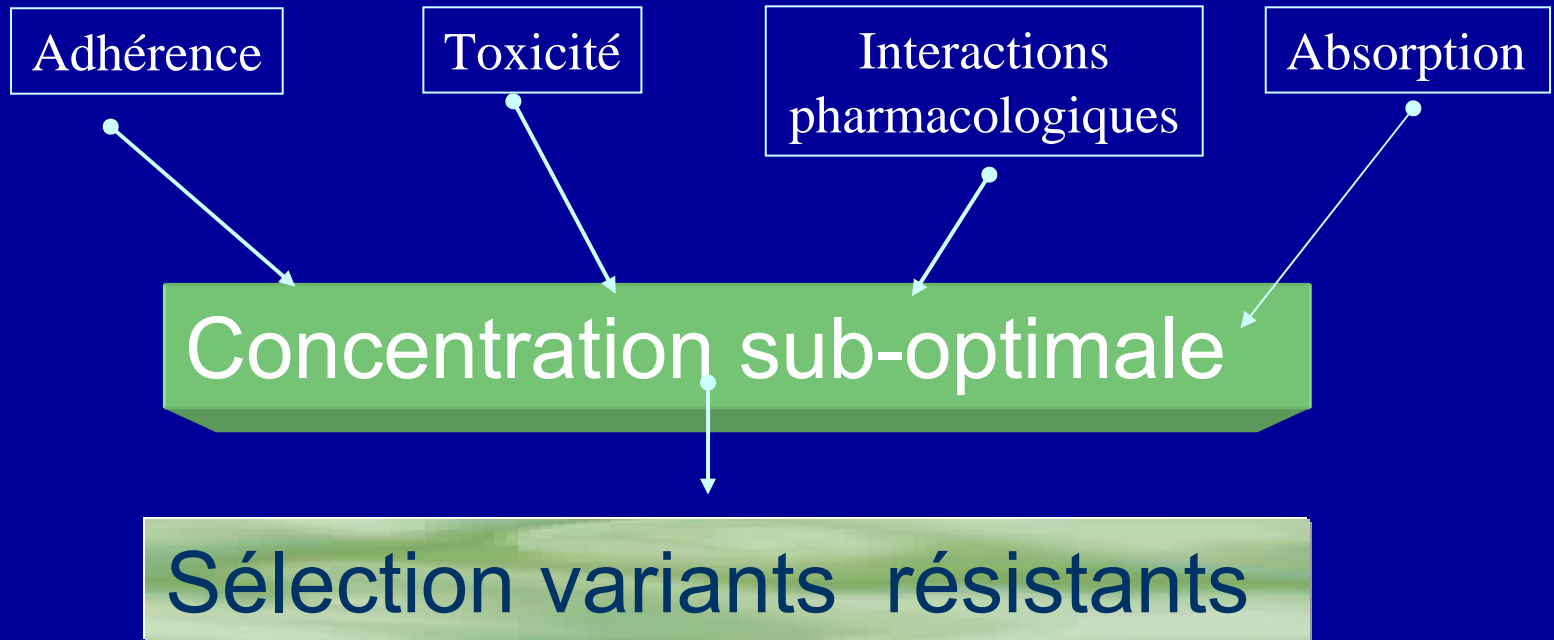 Adhérence
Toxicité
Interactions
pharmacologiques
Absorption
Concentration sub-optimale
Sélection variants résistants